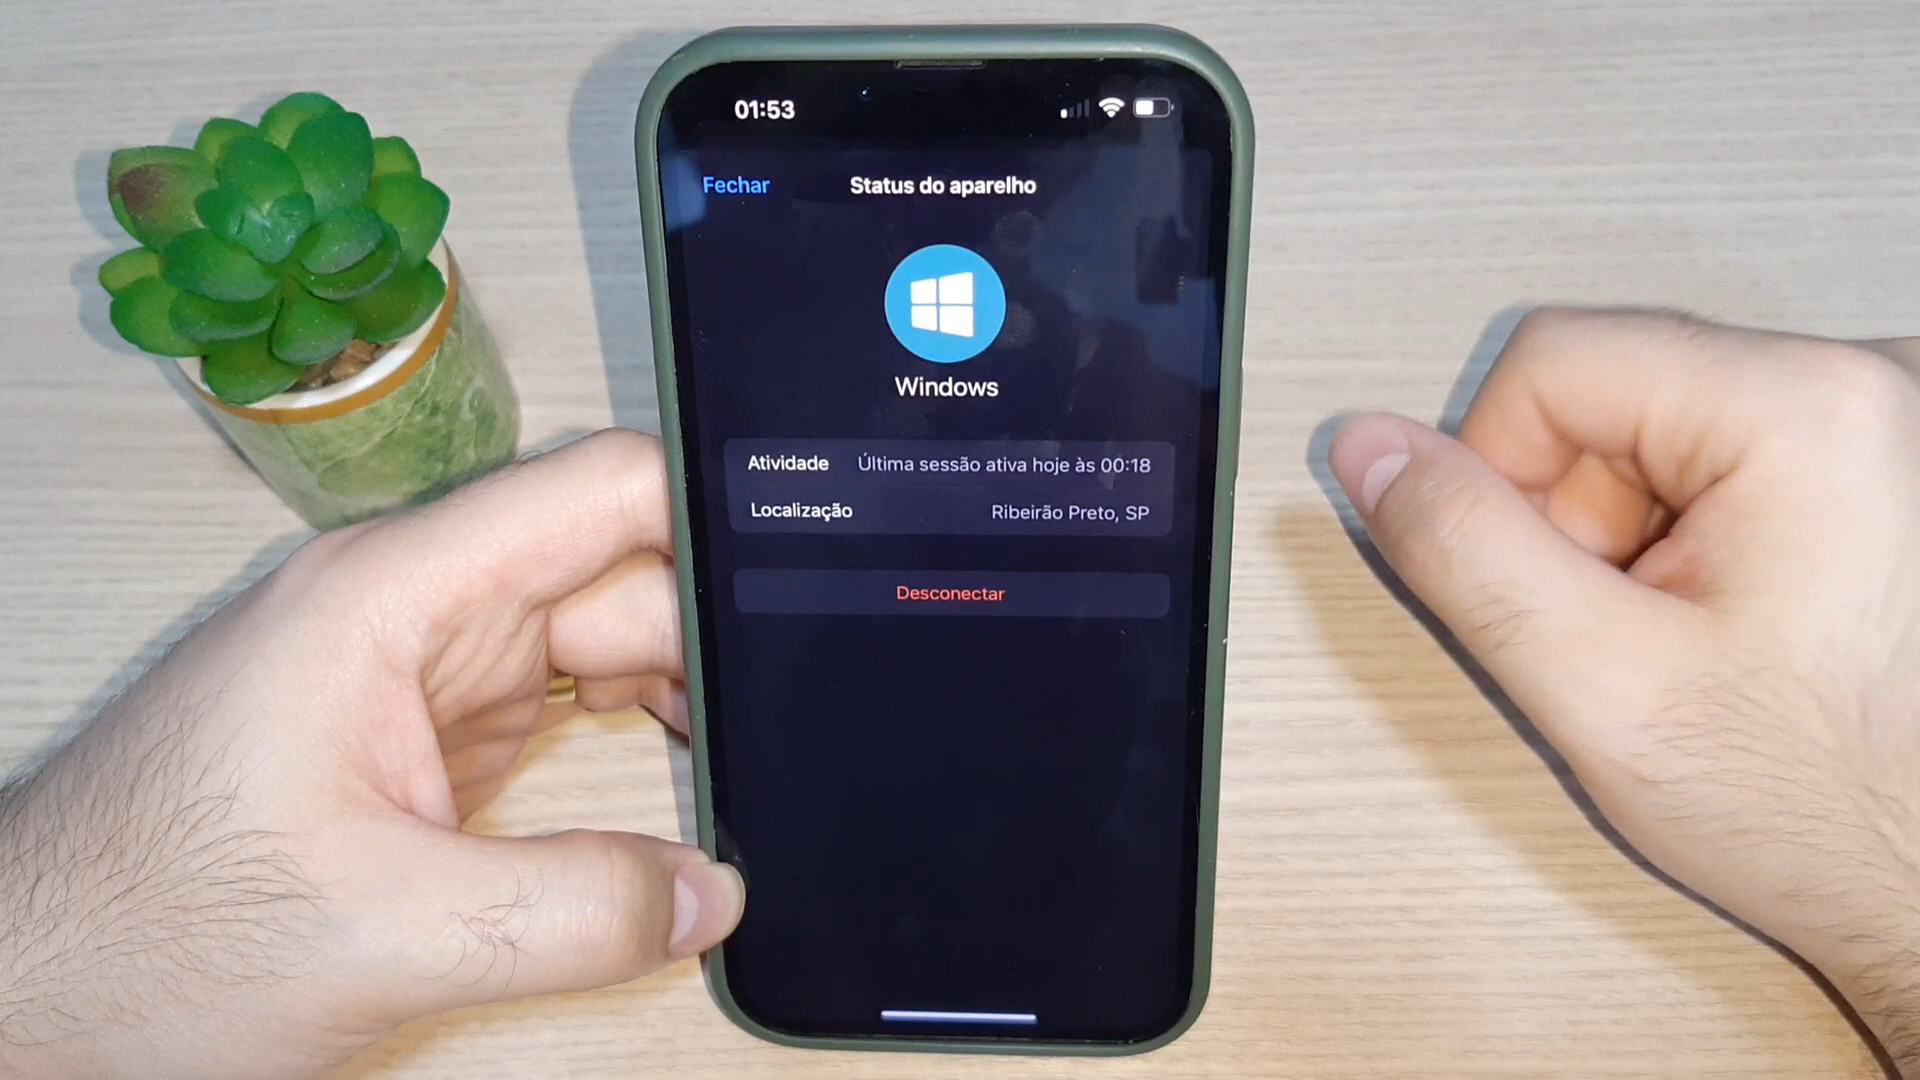 01:53
Fechar Status do aparelho
Windows
Atividade Última sessão ativa hoje às 00:18
Localização Ribeirão Preto, SP
Desconectar